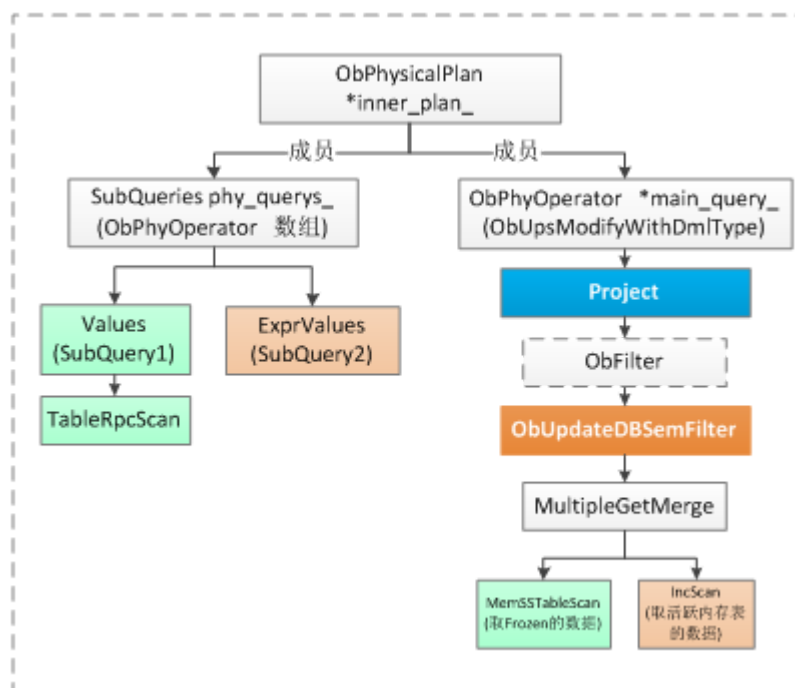 ObPhysicalPlan
*inner_plan_
成员
成员
SubQueries phy_querys_
(ObPhyOperator 数组)
ObPhyOperator *main_query_
(ObUpsModifyWithDmlType)
Project
Values
(SubQuery1)
ExprValues
(SubQuery2)
ObFilter
TableRpcScan
ObUpdateDBSemFilter
MultipleGetMerge
MemSSTableScan
(取Frozen的数据)
IncScan
(取活跃内存表
的数据)